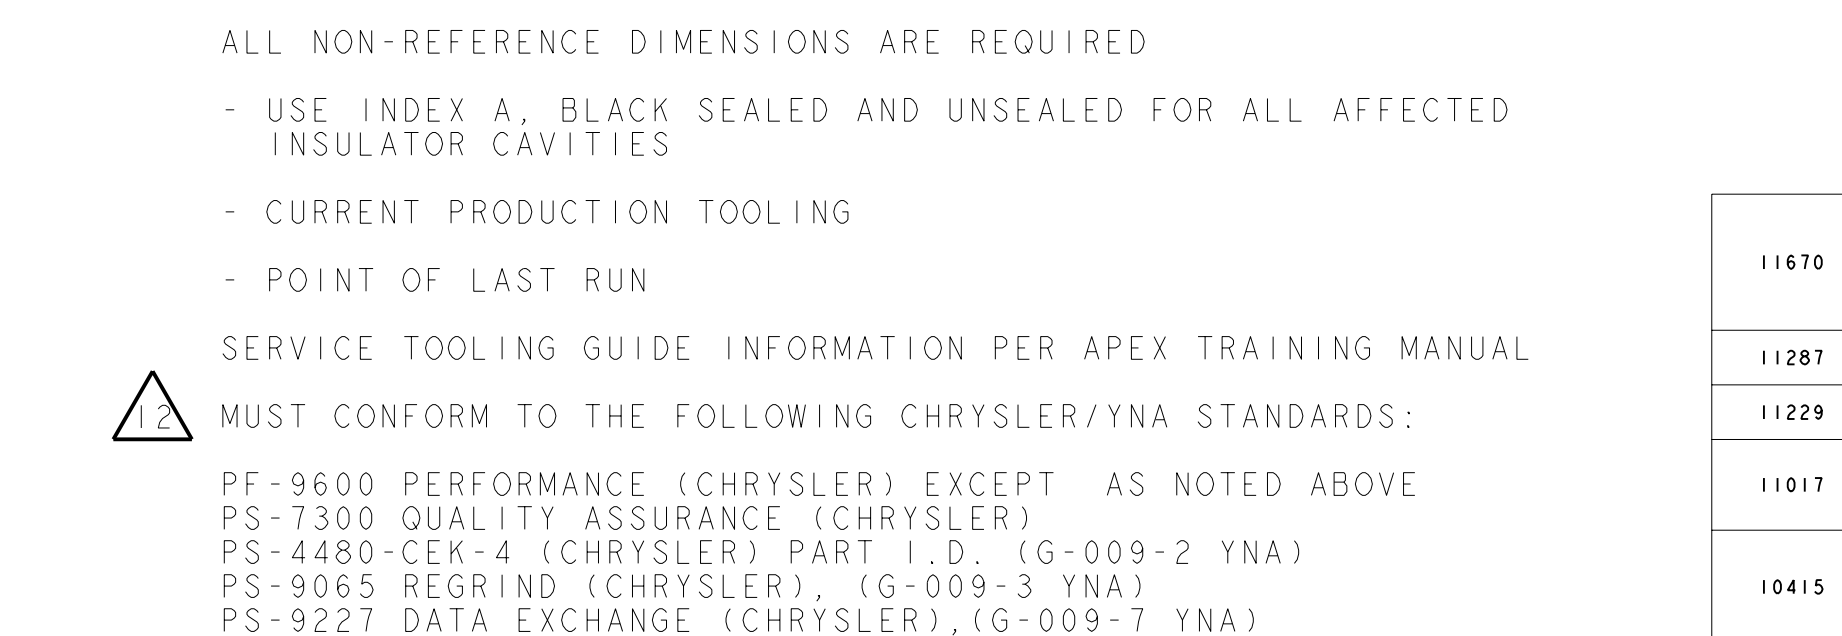 ALL NON-REFERENCE DIMENSIONS ARE REQUIRED
- USE INDEX A, BLACK SEALED AND UNSEALED FOR ALL AFFECTED
INSULATOR CAVITIES
- CURRENT PRODUCTION TOOLING
- POINT OF LAST RUN
SERVICE TOOLING GUIDE INFORMATION PER APEX TRAINING MANUAL
12 MUST CONFORM TO THE FOLLOWING CHRYSLER/YNA STANDARDS:
PF-9600 PERFORMANCE (CHRYSLER) EXCEPT AS NOTED ABOVE
PS-7300 QUALITY ASSURANCE (CHRYSLER)
PS-4480-CEK-4 (CHRYSLER) PART I.D. (G-009-2 YNA)
PS-9065 REGRIND (CHRYSLER), (G-009-3 YNA)
PS-9227 DATA EXCHANGE (CHRYSLER),(G-009-7 YNA)
11670
11287
11229
11017
10415